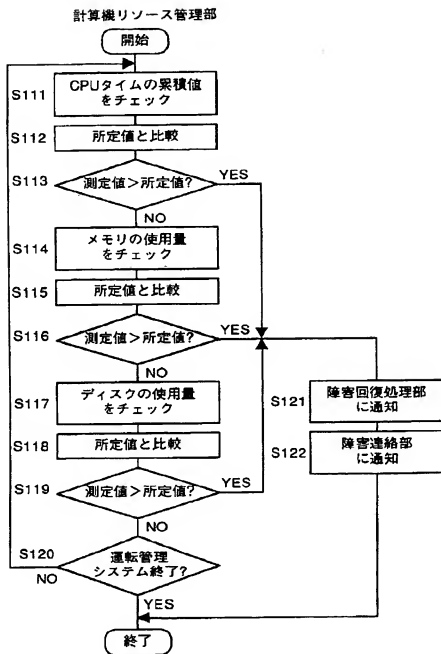 計算機リソース管理部
開始
S111
CPUタイムの累積値
をチェック
S112
所定値と比較
S113
測定値>所定値?
YES
NO
S114
メモリの使用量
をチェック
S115
所定値と比較
S116
測定値>所定値?
YES
NO
S117
ディスクの使用量
をチェック
S118
所定値と比較
S119
測定値>所定値?
YES
NO
S121
障害回復処理部
に通知
S122
障害連絡部
に通知
S120
運転管理
システム終了?
NO
YES
終了